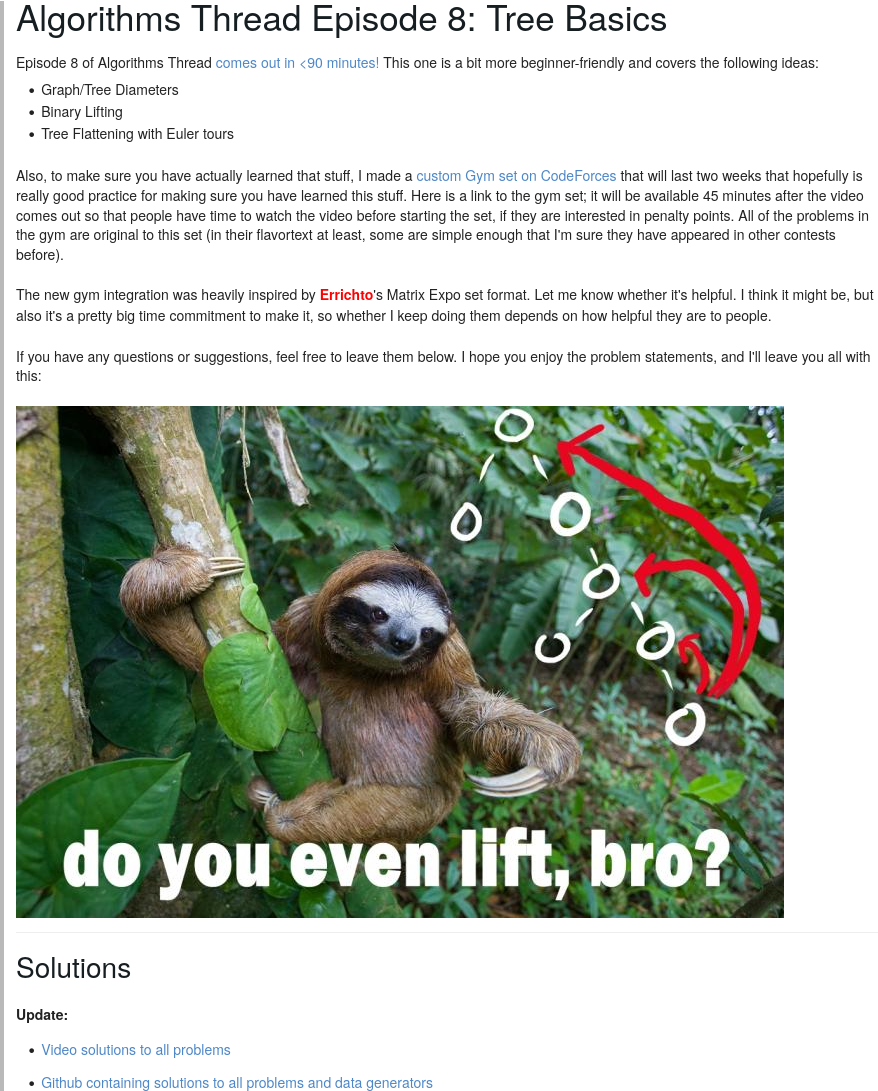 Algorithms Thread Episode 8: Tree Basics
Episode 8 of Algorithms Thread comes out in <90 minutes! This one is a bit more beginner-friendly and covers the following ideas:
• Graph/Tree Diameters
• Binary Lifting
• Tree Flattening with Euler tours
Also, to make sure you have actually learned that stuff, I made a custom Gym set on CodeForces that will last two weeks that hopefully is
really good practice for making sure you have learned this stuff. Here is a link to the gym set; it will be available 45 minutes after the video
comes out so that people have time to watch the video before starting the set, if they are interested in penalty points. All of the problems in
the gym are original to this set (in their flavortext at least, some are simple enough that I'm sure they have appeared in other contests
before).
The new gym integration was heavily inspired by Errichto's Matrix Expo set format. Let me know whether it's helpful. I think it might be, but
also it's a pretty big time commitment to make it, so whether I keep doing them depends on how helpful they are to people.
If you have any questions or suggestions, feel free to leave them below. I hope you enjoy the problem statements, and I'll leave you all with
this:
do you even lift, bro?
Solutions
Update:
• Video solutions to all problems
• Github containing solutions to all problems and data generators